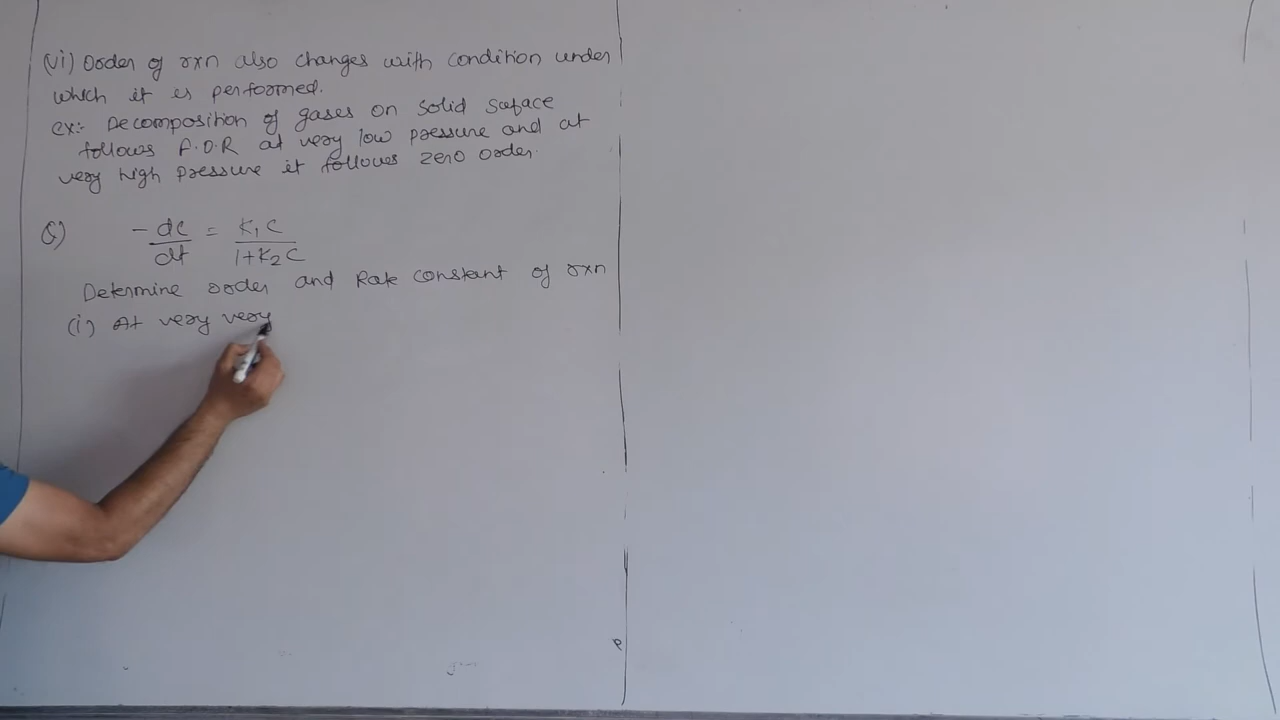 (vi) Order of rxn also changes with condition under
which it is performed.
ex:- Decomposition of gases on solid surface
follows F.O.R at very low pressure and at
very high pressure it follows zero order.
Q) -dc/dt = K₁C/1+K₂C
Determine order and Rate constant of rxn
(i) At very very